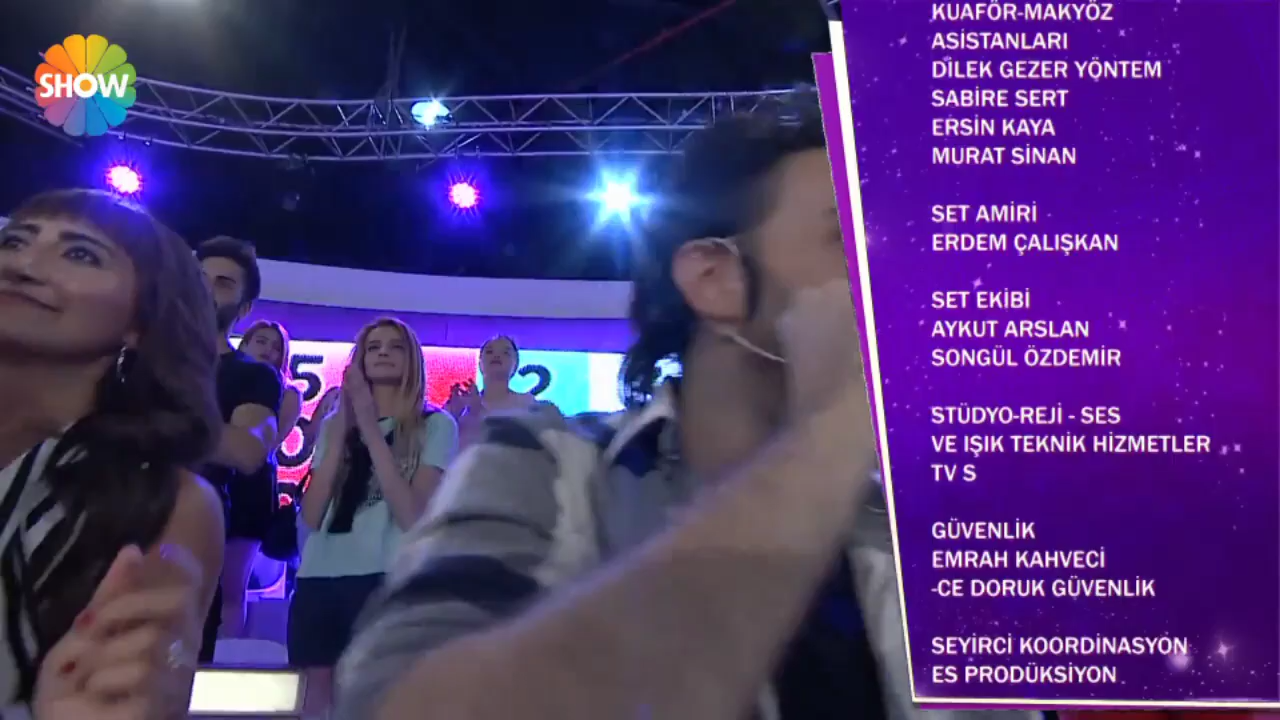 SHOW
5
2
KUAFÖR-MAKYÖZ
ASİSTANLARI
DİLEK GEZER YÖNTEM
SABİRE SERT
ERSİN KAYA
MURAT SİNAN
SET AMİRİ
ERDEM ÇALIŞKAN
SET EKİBİ
AYKUT ARSLAN
SONGÜL ÖZDEMİR
STÜDYO-REJİ - SES
VE IŞIK TEKNİK HİZMETLER
TV S
GÜVENLİK
EMRAH KAHVECİ
-CE DORUK GÜVENLİK
SEYİRCİ KOORDİNASYON
ES PRODÜKSİYON